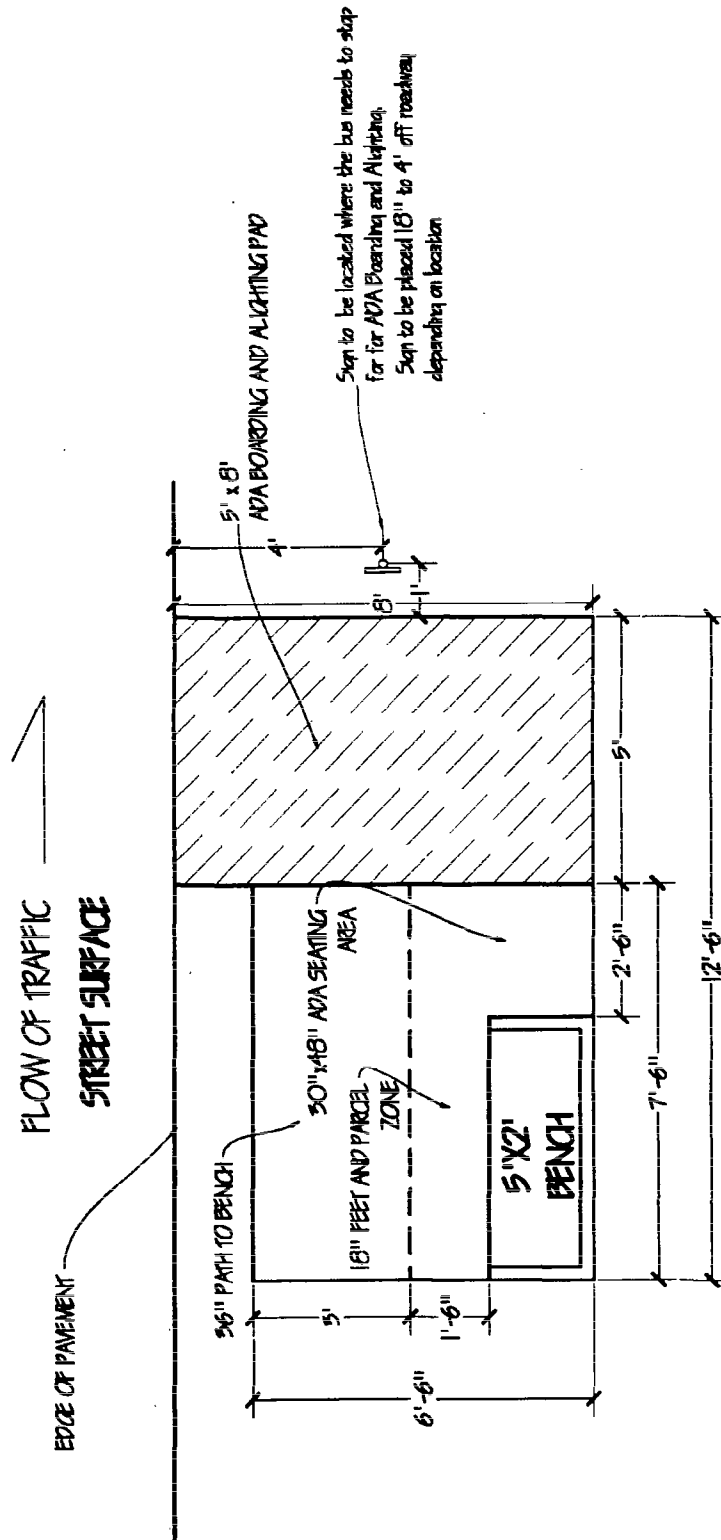 FLOW OF TRAFFIC
STREET SURFACE
EDGE OF PAVEMENT
5' x 8'
ADA BOARDING AND ALIGHTING PAD
Sign to be located where the bus needs to stop
for for ADA Boarding and Alighting.
Sign to be placed 18" to 4' off roadway
depending on location
36" PATH TO BENCH
30"x48" ADA SEATING
AREA
18" FEET AND PARCEL
ZONE
5'X2'
BENCH
3'
1'-6"
6'-6"
4'
8'
1'
5'
2'-6"
7'-6"
12'-6"